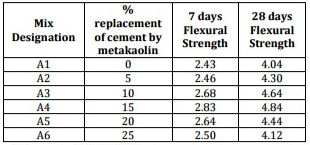 Mix Designation % replacement of cement by metakaolin 7 days Flexural Strength 28 days Flexural Strength
A1 0 2.43 4.04
A2 5 2.46 4.30
A3 10 2.68 4.64
A4 15 2.83 4.84
A5 20 2.64 4.44
A6 25 2.50 4.12